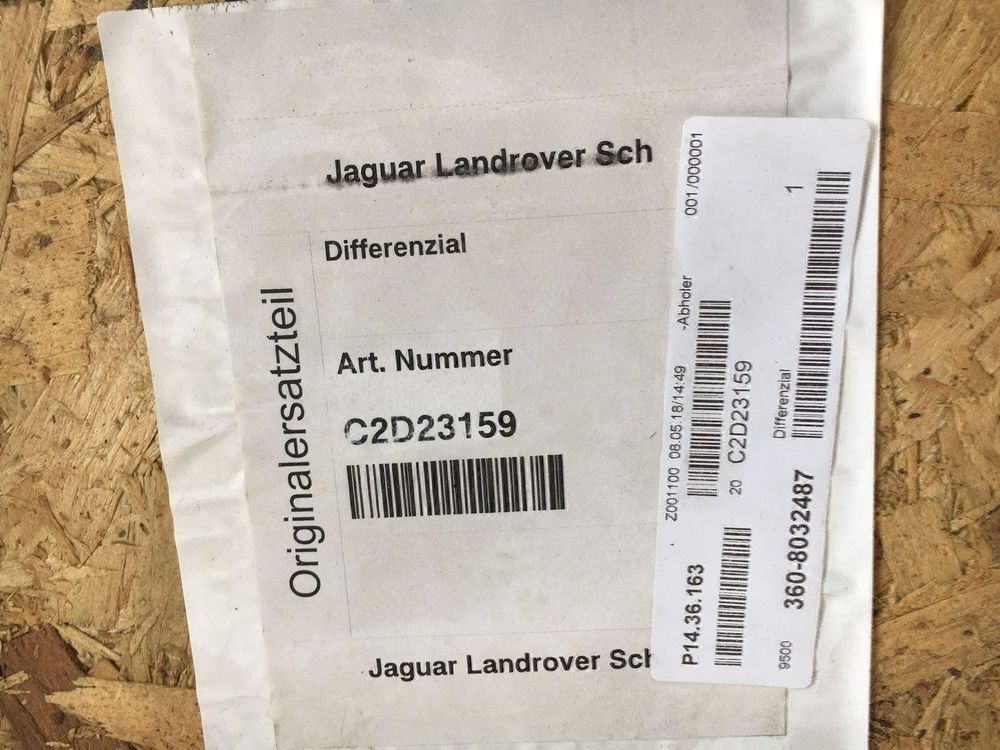 Jaguar Landrover Sch
Differenzial
Originalersatzteil
Art. Nummer
C2D23159
Jaguar Landrover Sch
Z001100 08.05.18/14:49 -Abholer 001/000001
P14.36.163
20 C2D23159
Differenzial 1
9500 360-8032487